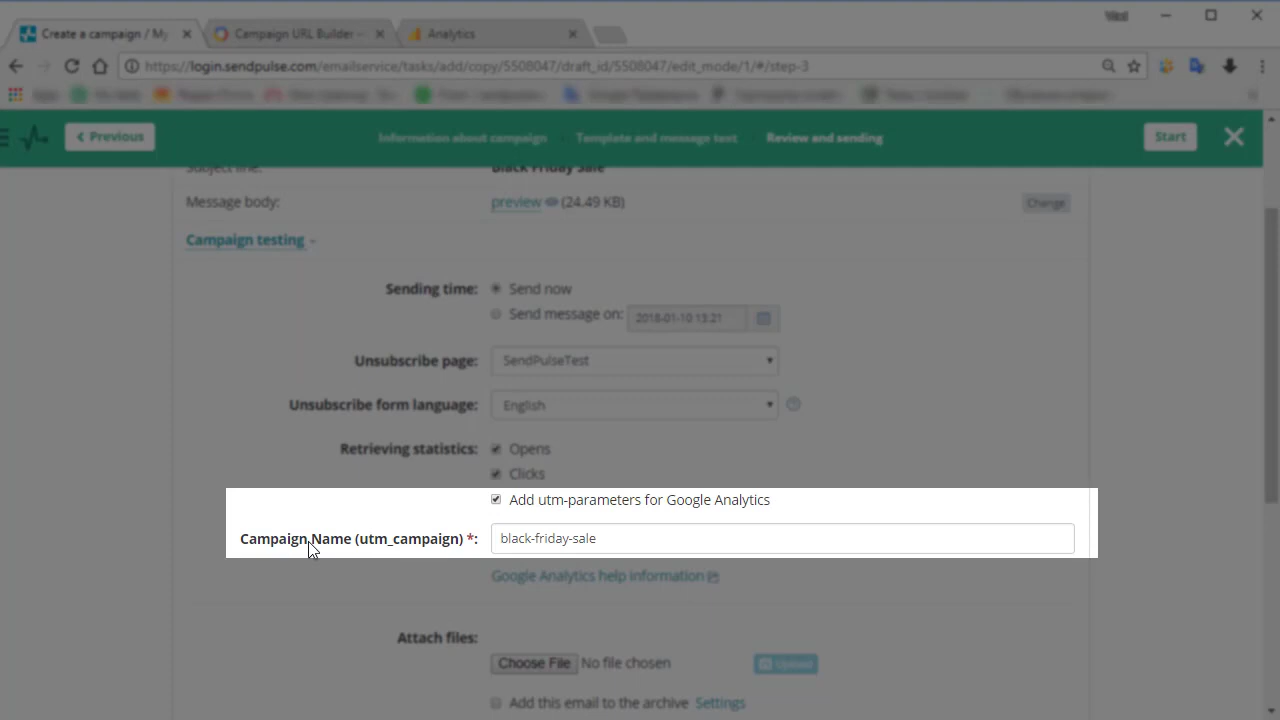 Create a campaign / My
Campaign URL Builder –
Analytics
https://login.sendpulse.com/emailservice/tasks/add/copy/5508047/draft_id/5508047/edit_mode/1/#/step-3
Previous
Information about campaign
Template and message text
Review and sending
Start
Subject line:
Black Friday Sale
Message body:
preview (24.49 KB)
Change
Campaign testing
Sending time:
Send now
Send message on:
2018-01-10 13:21
Unsubscribe page:
SendPulseTest
Unsubscribe form language:
English
Retrieving statistics:
Opens
Clicks
Add utm-parameters for Google Analytics
Campaign Name (utm_campaign) *:
black-friday-sale
Google Analytics help information
Attach files:
Choose File No file chosen
Upload
Add this email to the archive Settings